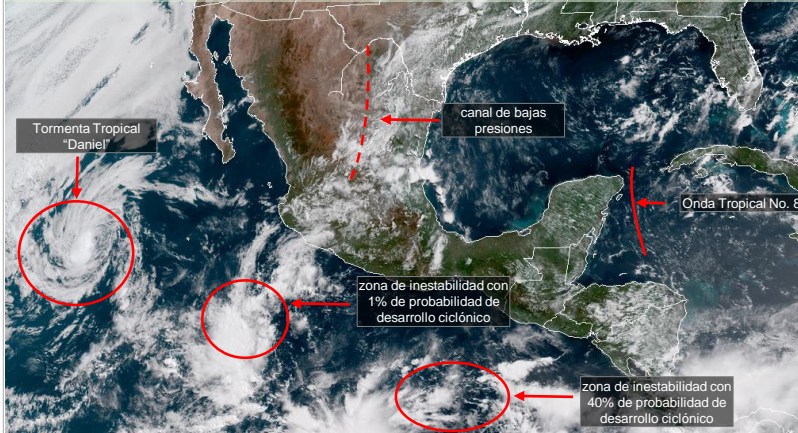 canal de bajas
presiones
Tormenta Tropical
“Daniel”
Onda Tropical No. 8
zona de inestabilidad con
1% de probabilidad de
desarrollo ciclónico
zona de inestabilidad con
40% de probabilidad de
desarrollo ciclónico